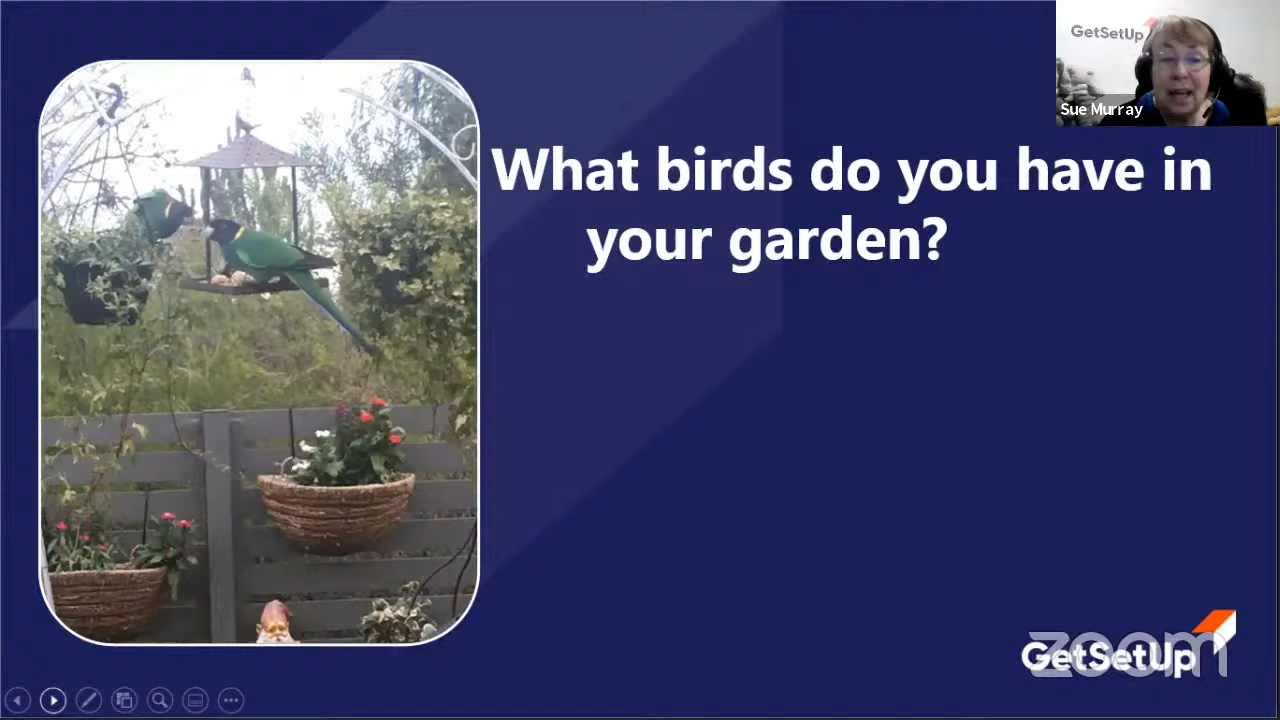 GetSetUp
Sue Murray
What birds do you have in
your garden?
GetSetUp
zoom